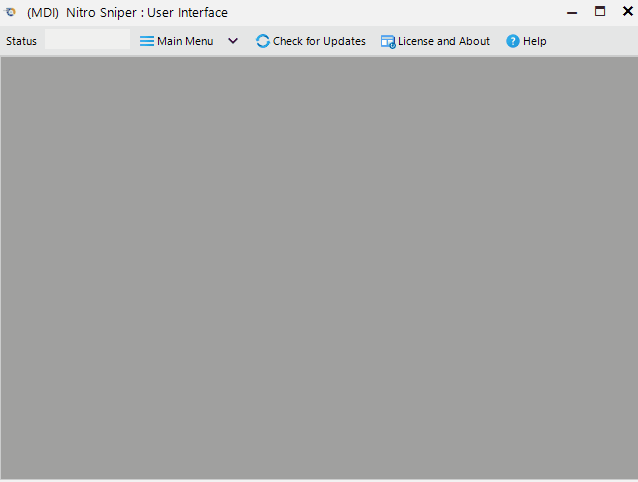 (MDI) Nitro Sniper : User Interface
Status Main Menu Check for Updates License and About ? Help